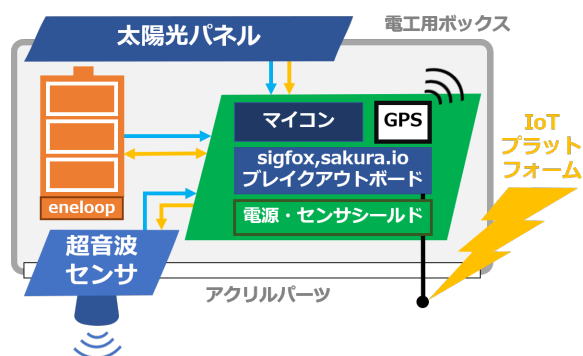 太陽光パネル
電工用ボックス
マイコン
GPS
IoT
プラット
フォーム
sigfox,sakura.io
ブレイクアウトボード
eneloop
電源・センサシールド
超音波
センサ
アクリルパーツ